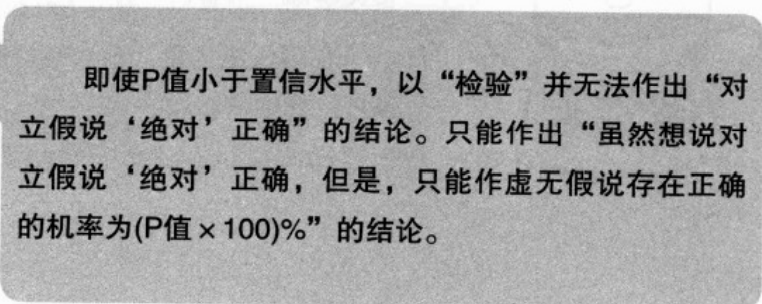 即使P值小于置信水平，以“检验”并无法作出“对
立假说‘绝对’正确”的结论。只能作出“虽然想说对
立假说‘绝对’正确，但是，只能作虚无假说存在正确
的机率为(P值×100)%”的结论。